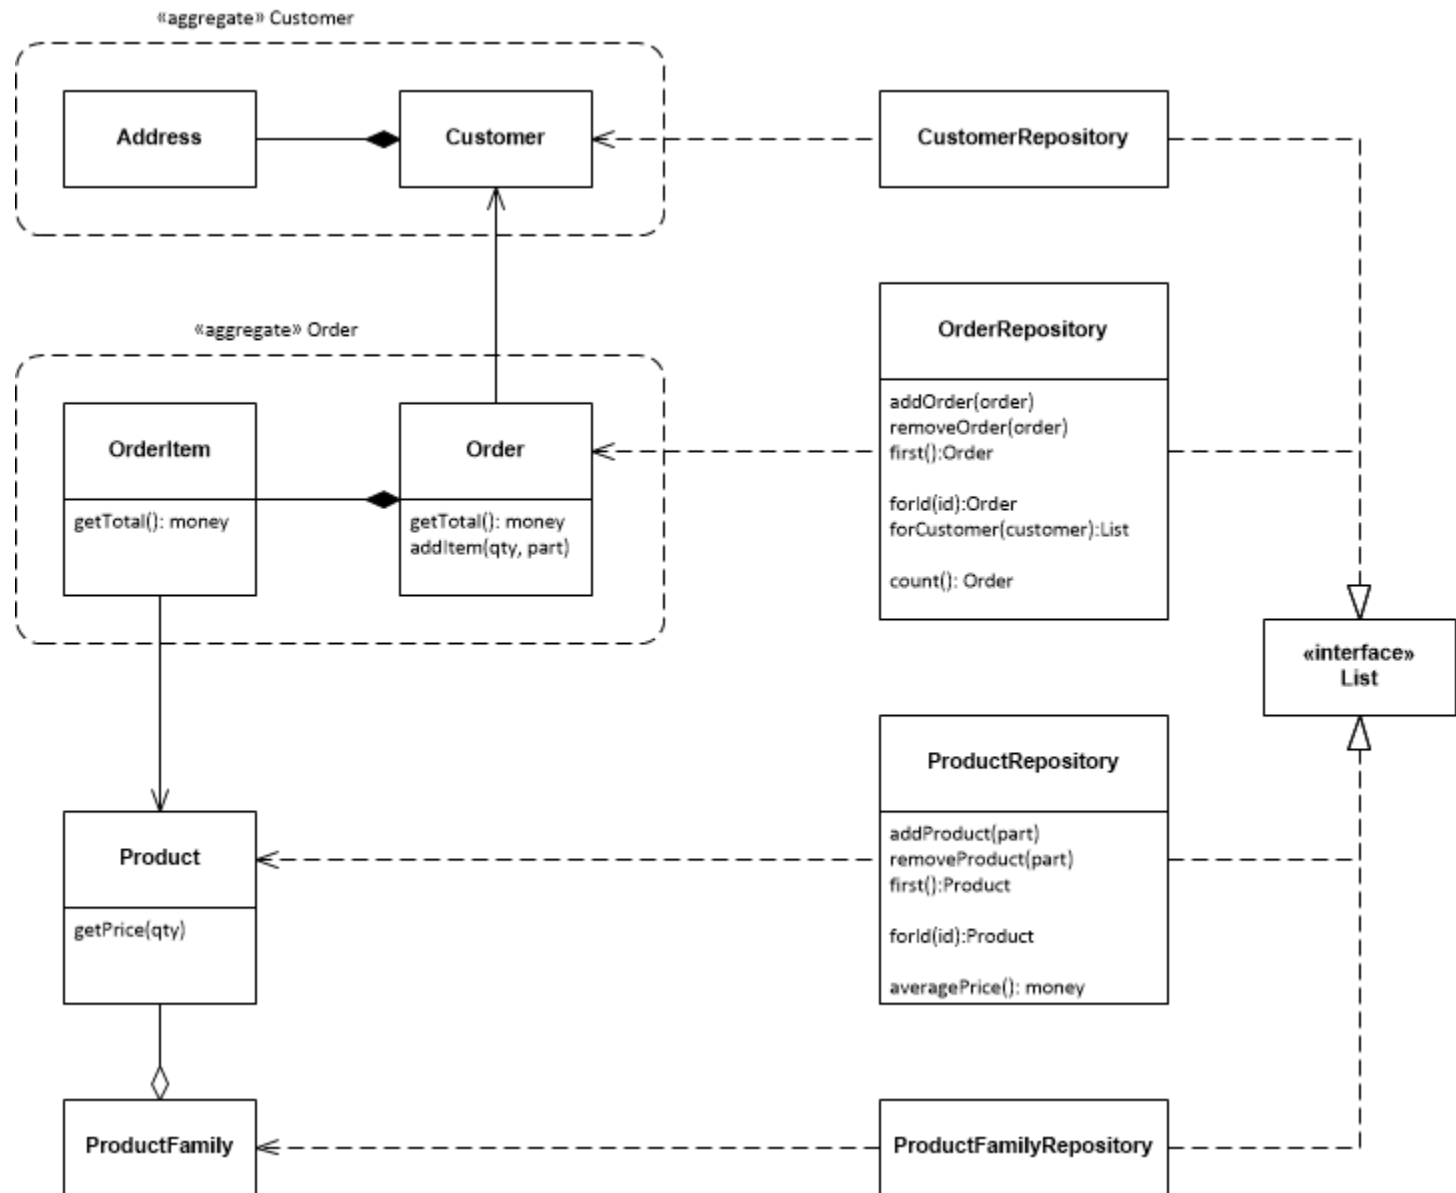 «aggregate» Customer
Address
Customer
CustomerRepository
«aggregate» Order
OrderItem
getTotal(): money
Order
getTotal(): money
addItem(qty, part)
OrderRepository
addOrder(order)
removeOrder(order)
first():Order
forId(id):Order
forCustomer(customer):List
count(): Order
«interface»
List
Product
getPrice(qty)
ProductRepository
addProduct(part)
removeProduct(part)
first():Product
forId(id):Product
averagePrice(): money
ProductFamily
ProductFamilyRepository